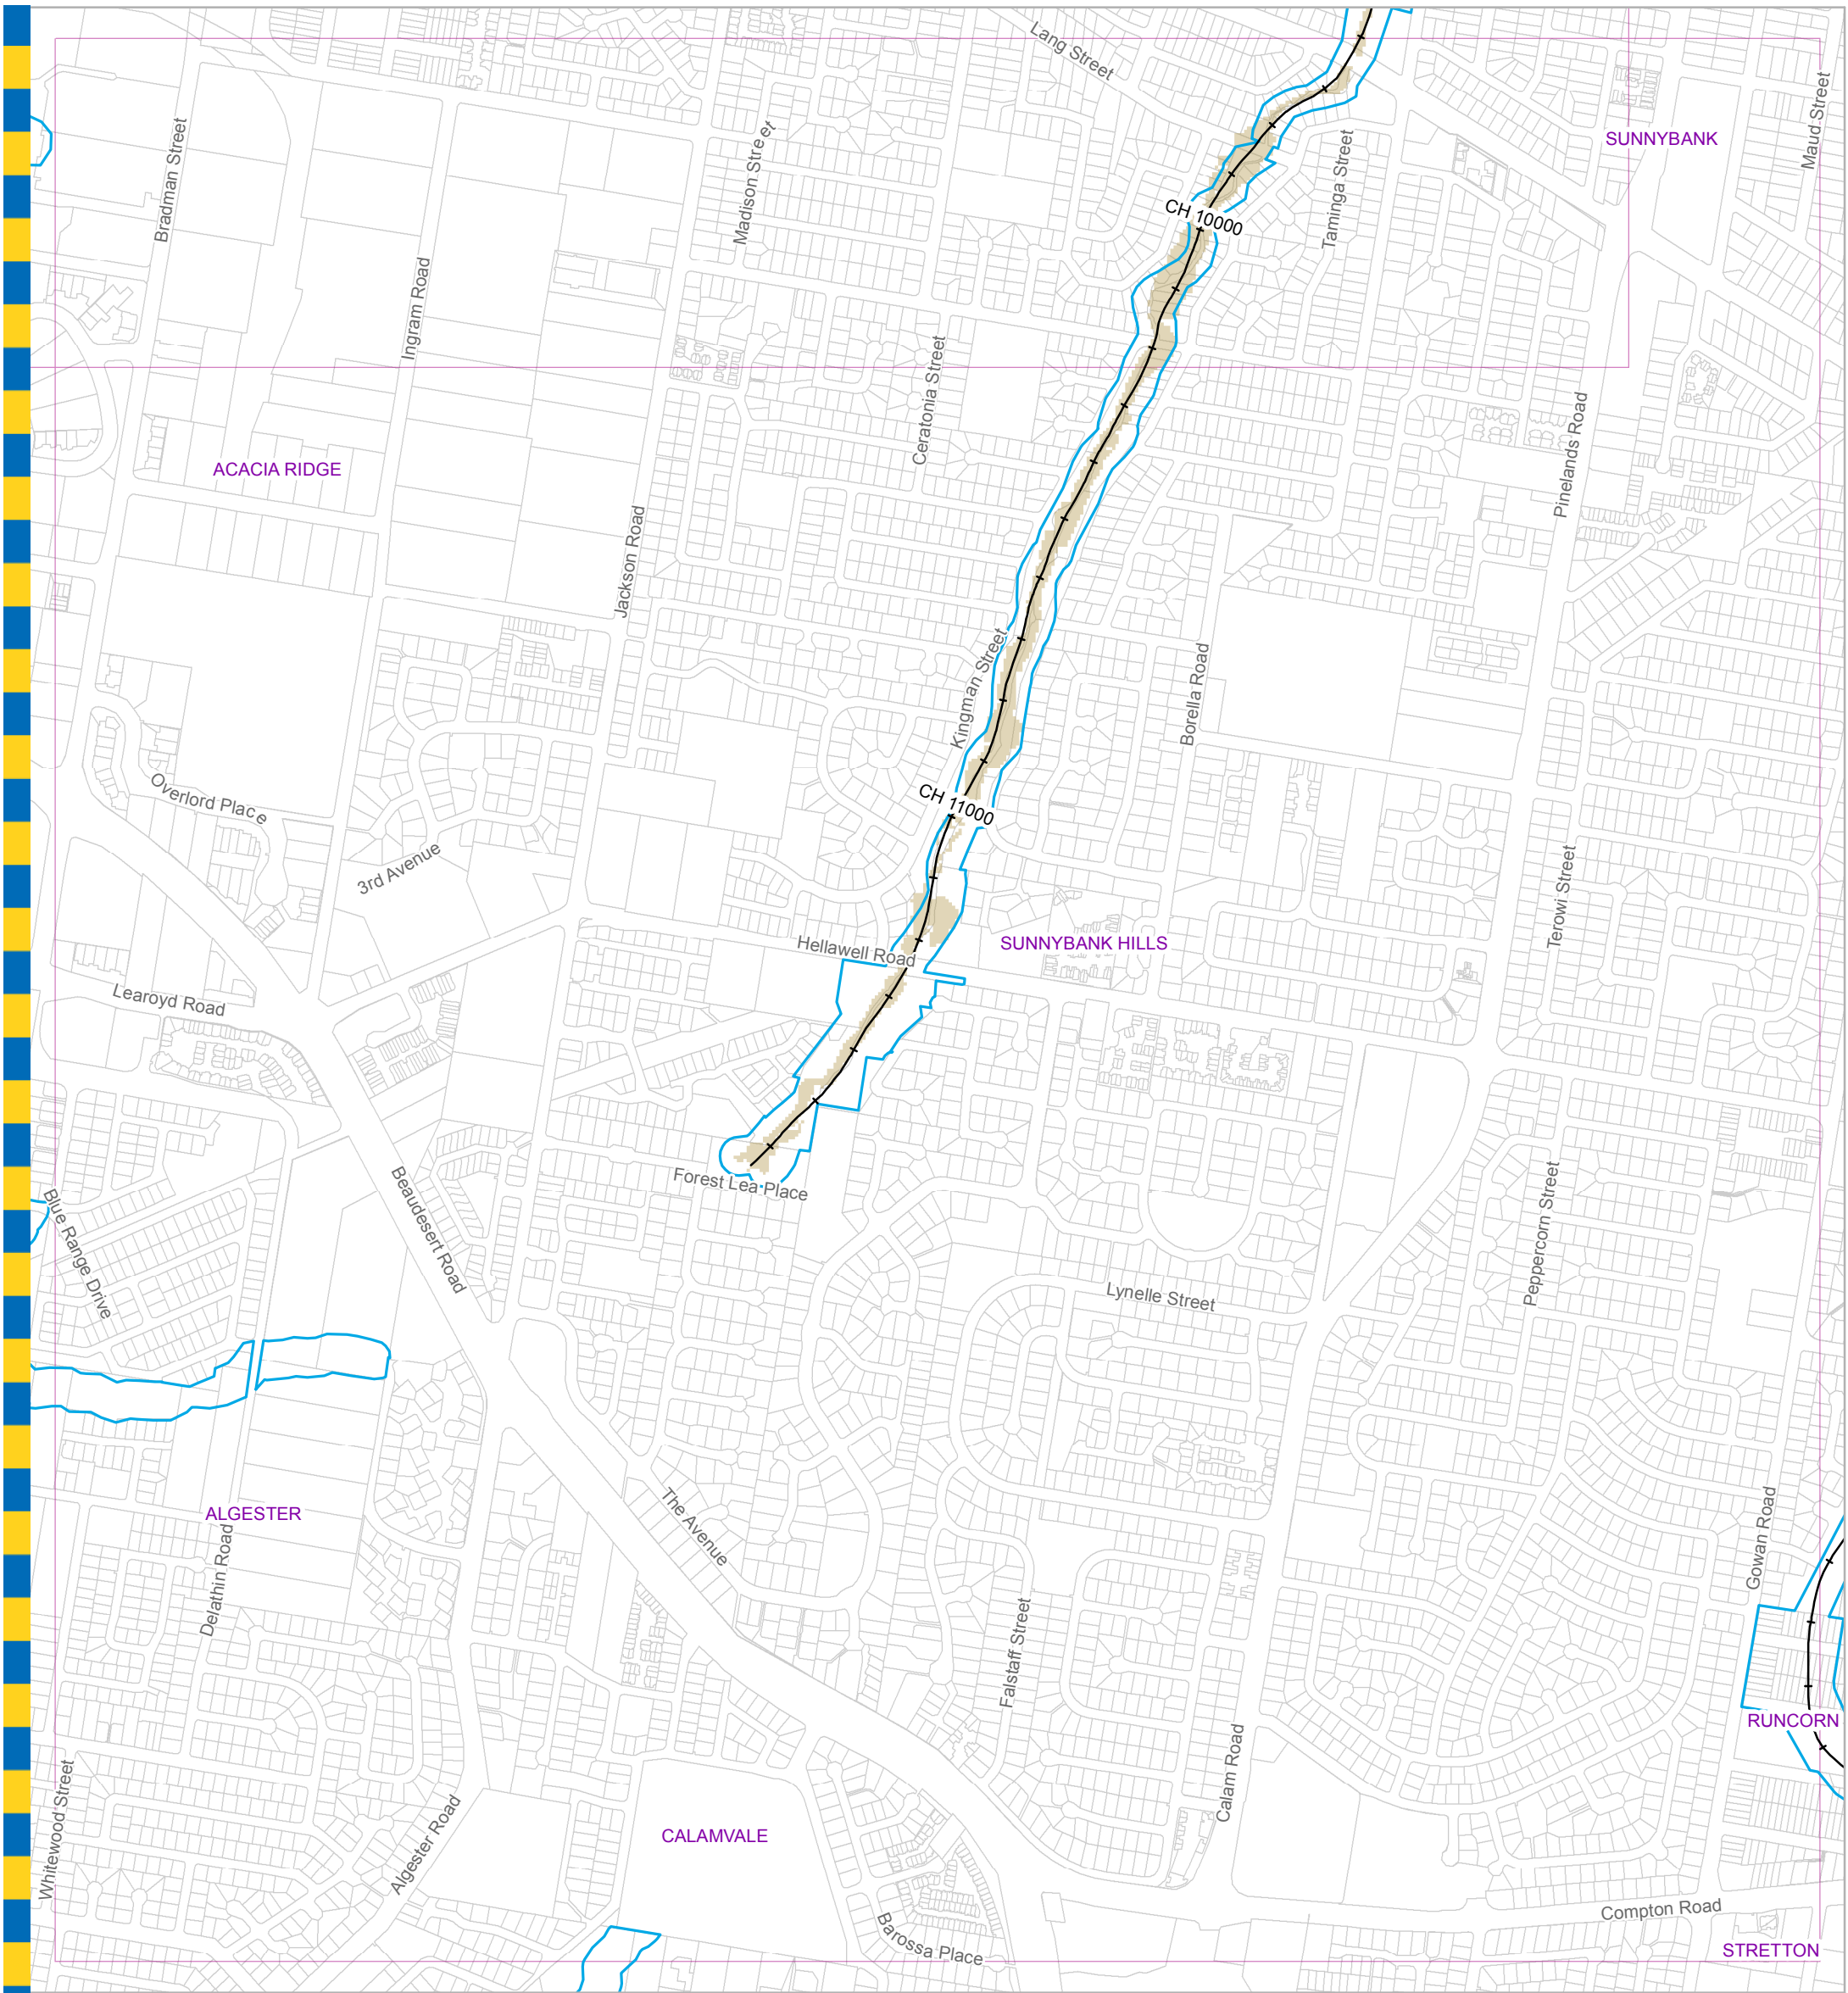 Lang Street
SUNNYBANK
Maud Street
Bradman Street
Madison Street
Taminga Street
CH 10000
Ingram Road
Ceratonia Street
Pinelands Road
ACACIA RIDGE
Jackson Road
Kingman Street
Borella Road
Overlord Place
CH 11000
3rd Avenue
Terowi Street
Hellawell Road
SUNNYBANK HILLS
Learoyd Road
Forest Lea Place
Beaudesert Road
Blue Range Drive
Peppercorn Street
Lynelle Street
ALGESTER
The Avenue
Gowan Road
Delathin Road
Falstaff Street
RUNCORN
Calam Road
Whitewood Street
Algester Road
CALAMVALE
Compton Road
Barossa Place
STRETTON